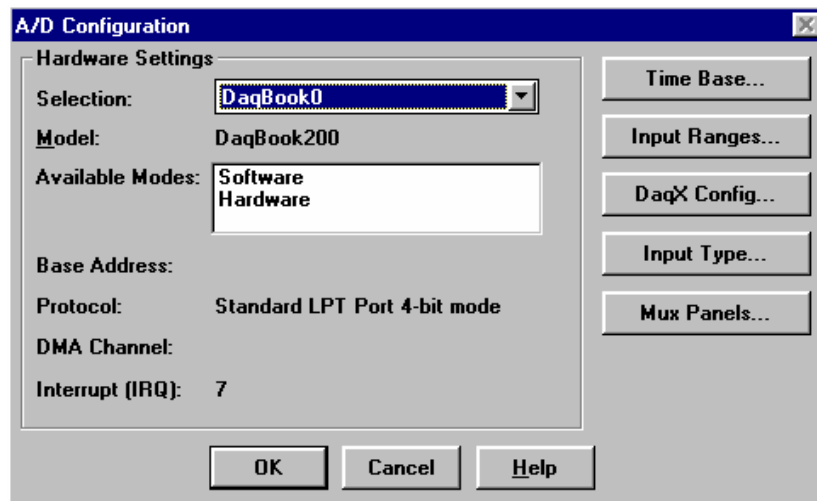 A/D Configuration
Hardware Settings
Selection: DaqBook0
Model: DaqBook200
Available Modes: Software
Hardware
Base Address:
Protocol: Standard LPT Port 4-bit mode
DMA Channel:
Interrupt (IRQ): 7
Time Base...
Input Ranges...
DaqX Config...
Input Type...
Mux Panels...
OK Cancel Help